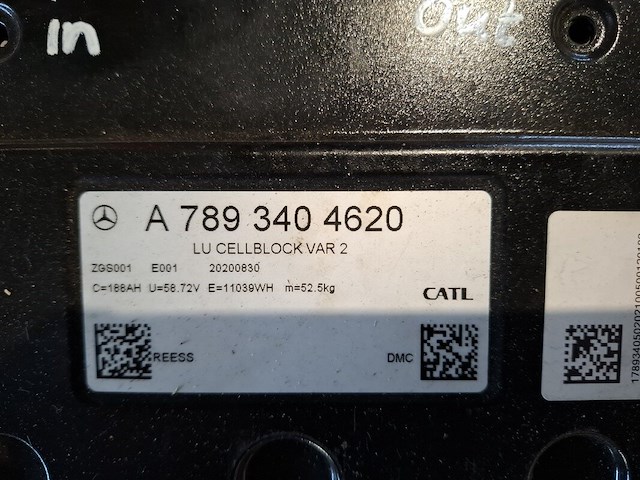 In
Out
A 789 340 4620
LU CELLBLOCK VAR 2
ZGS001 E001 20200830
C=188AH U=58.72V E=11039WH m=52.5kg
CATL
REESS
DMC